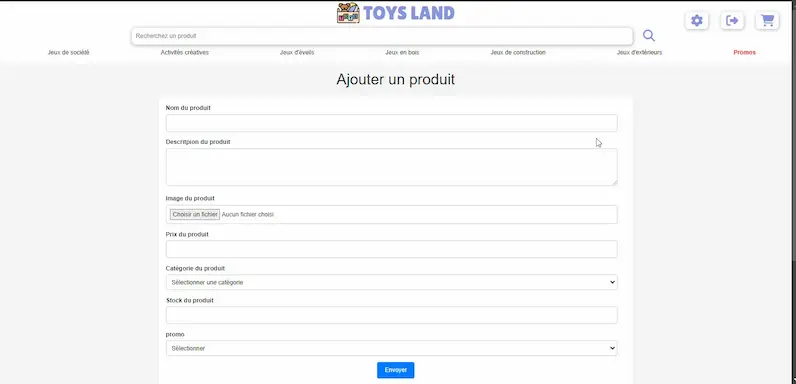 TOYS LAND
Recherchez un produit
Jeux de société Activités créatives Jeux d'éveils Jeux en bois Jeux de construction Jeux d'extérieurs Promos
Ajouter un produit
Nom du produit
Descritpion du produit
Image du produit
Choisir un fichier Aucun fichier choisi
Prix du produit
Catégorie du produit
Sélectionner une catégorie
Stock du produit
promo
Sélectionner
Envoyer